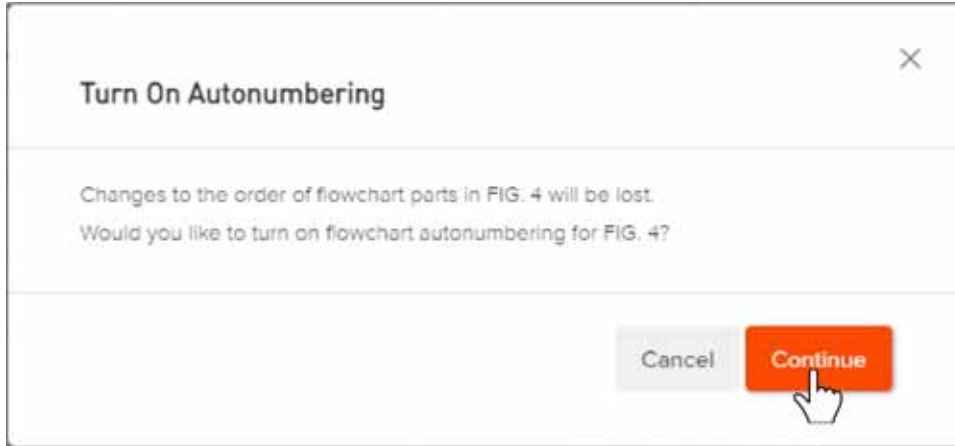 Turn On Autonumbering
Changes to the order of flowchart parts in FIG. 4 will be lost.
Would you like to turn on flowchart autonumbering for FIG. 4?
Cancel
Continue